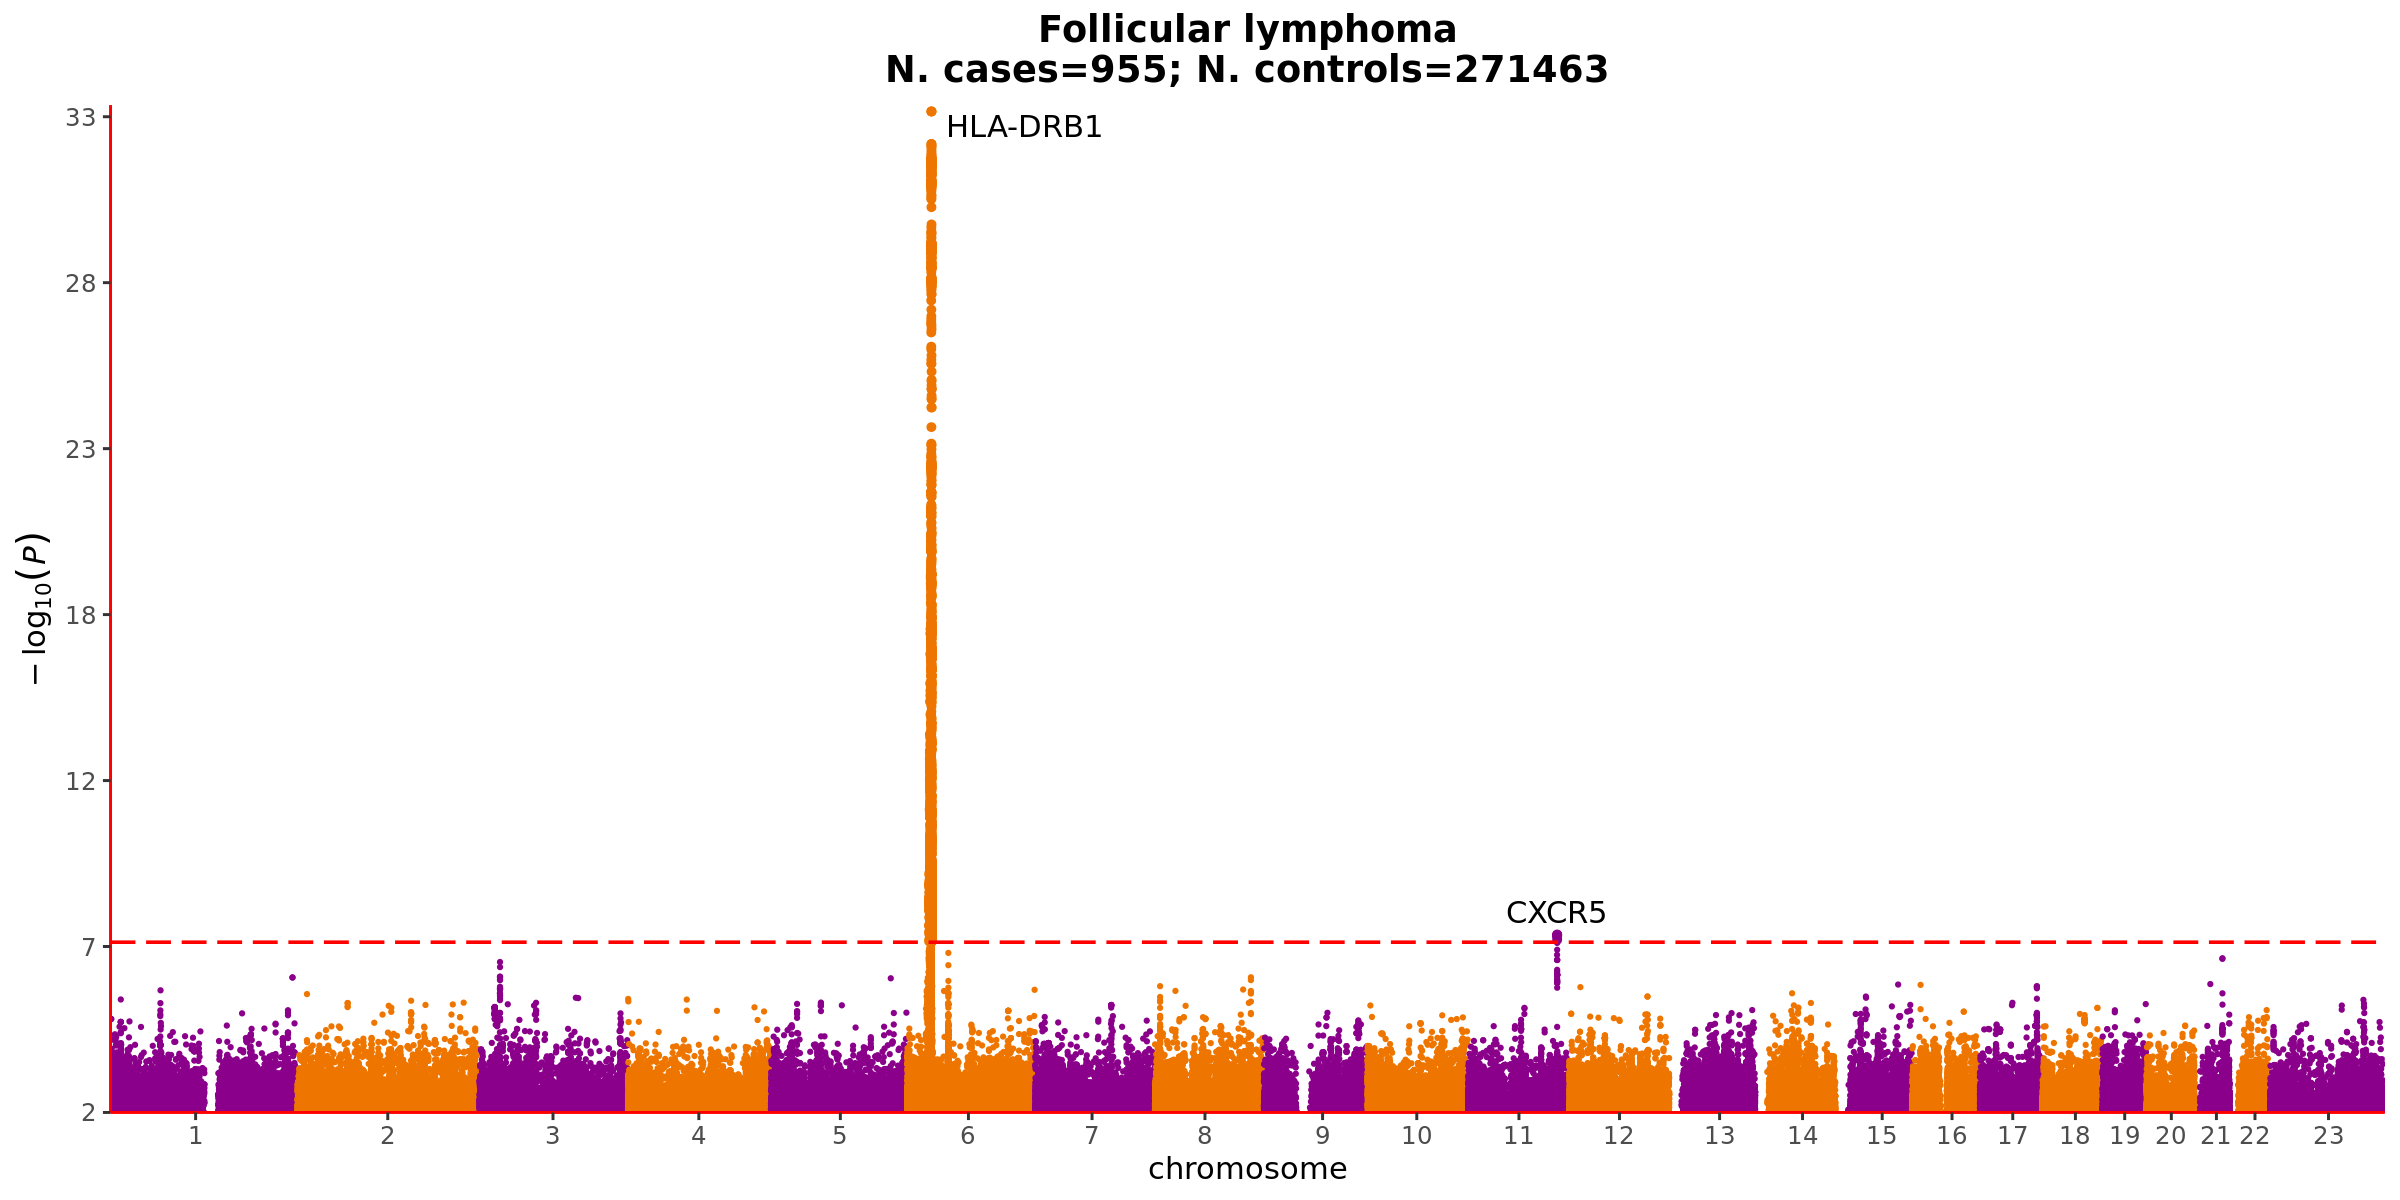 Follicular lymphoma
N. cases=955; N. controls=271463
33
HLA-DRB1
28
23
18
12
CXCR5
7
2
−log10(P)
1 2 3 4 5 6 7 8 9 10 11 12 13 14 15 16 17 18 19 20 21 22 23
chromosome